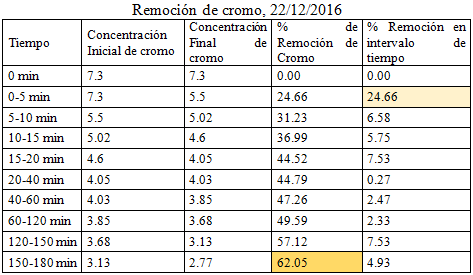 Remoción de cromo, 22/12/2016
Tiempo | Concentración Inicial de cromo | Concentración Final de cromo | % de Remoción de Cromo | % Remoción en intervalo de tiempo
0 min | 7.3 | 7.3 | 0.00 | 0.00
0-5 min | 7.3 | 5.5 | 24.66 | 24.66
5-10 min | 5.5 | 5.02 | 31.23 | 6.58
10-15 min | 5.02 | 4.6 | 36.99 | 5.75
15-20 min | 4.6 | 4.05 | 44.52 | 7.53
20-40 min | 4.05 | 4.03 | 44.79 | 0.27
40-60 min | 4.03 | 3.85 | 47.26 | 2.47
60-120 min | 3.85 | 3.68 | 49.59 | 2.33
120-150 min | 3.68 | 3.13 | 57.12 | 7.53
150-180 min | 3.13 | 2.77 | 62.05 | 4.93